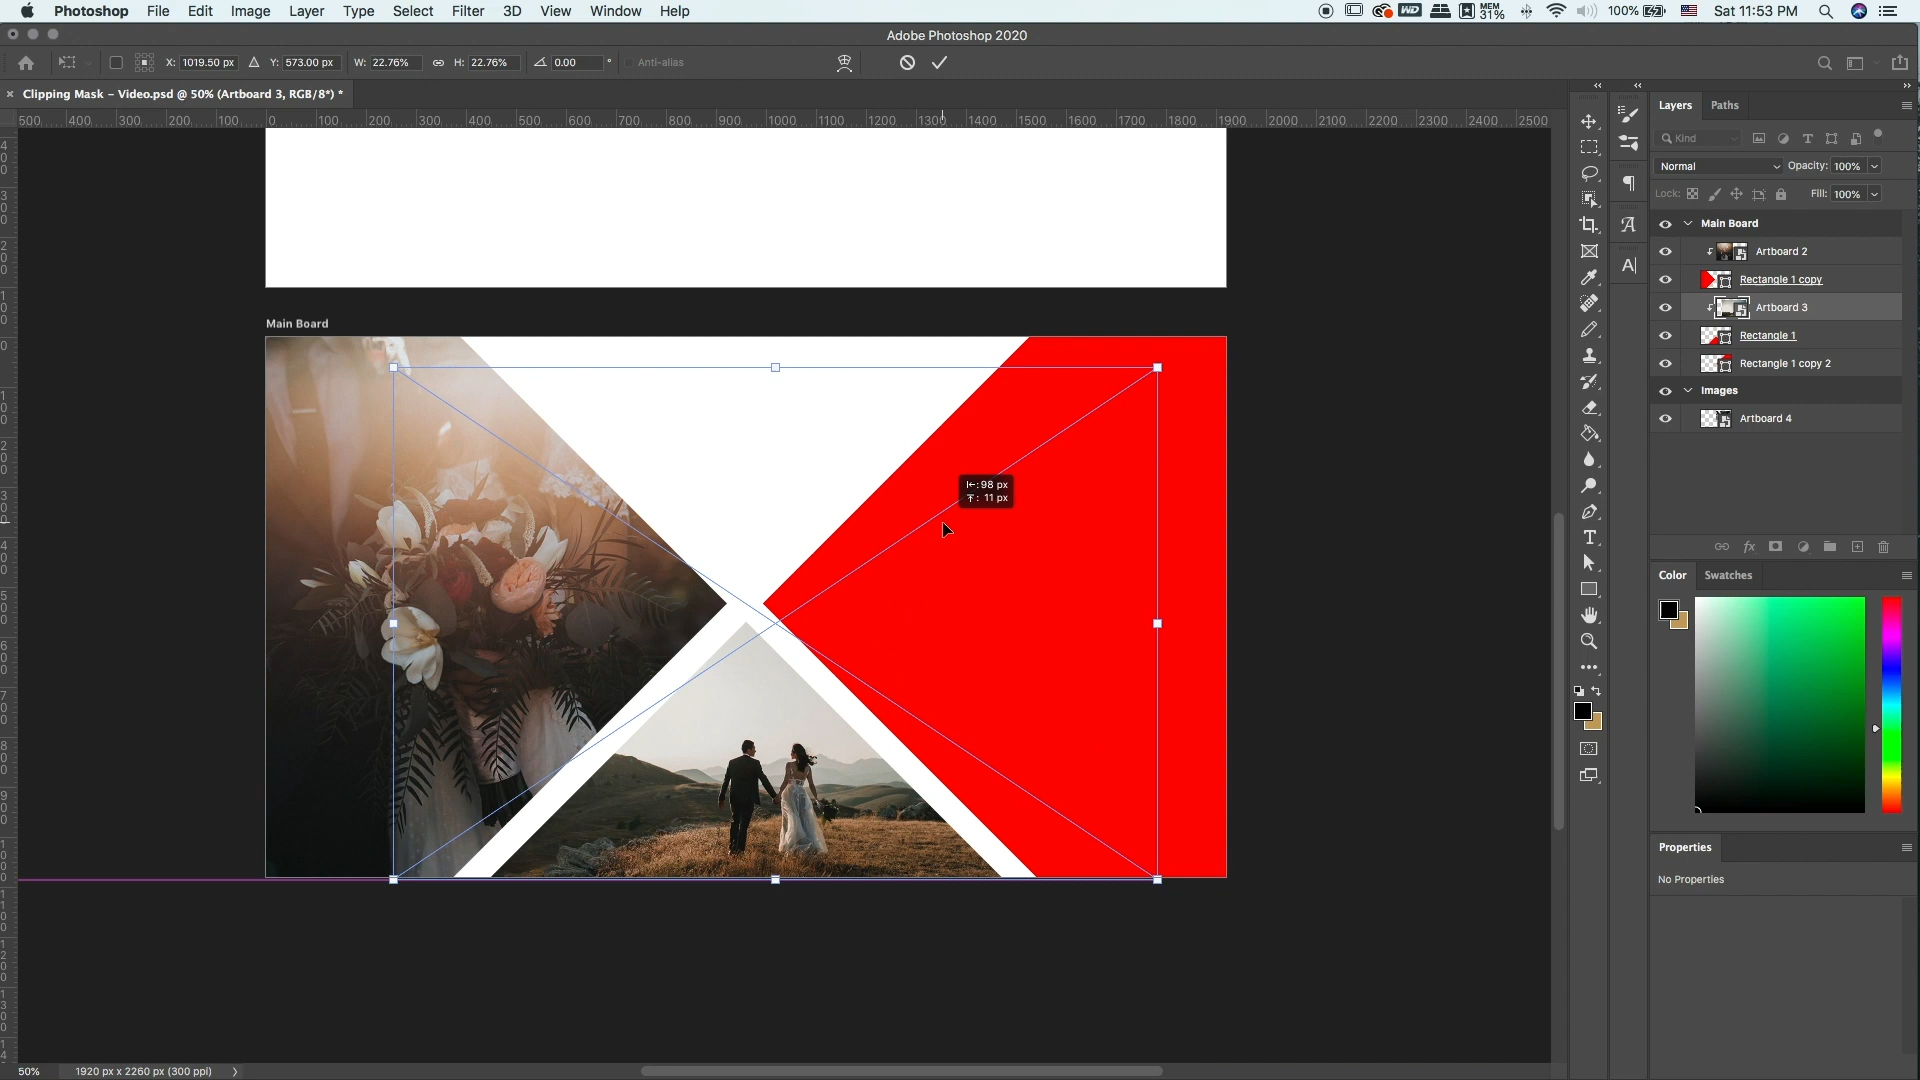 Photoshop File Edit Image Layer Type Select Filter 3D View Window Help
WD MEM 31% 100% Sat 11:53 PM
Adobe Photoshop 2020
X: 1019.50 px Y: 573.00 px W: 22.76% H: 22.76% 0.00 ° Anti-alias
× Clipping Mask – Video.psd @ 50% (Artboard 3, RGB/8*) *
500 400 300 200 100 0 100 200 300 400 500 600 700 800 900 1000 1100 1200 1300 1400 1500 1600 1700 1800 1900 2000 2100 2200 2300 2400 2500
Layers Paths
Kind
Normal Opacity: 100%
Lock: Fill: 100%
Main Board
Artboard 2
Rectangle 1 copy
Artboard 3
Rectangle 1
Rectangle 1 copy 2
Images
Artboard 4
fx
Main Board
98 px
11 px
Color Swatches
Properties
No Properties
50% 1920 px x 2260 px (300 ppi)